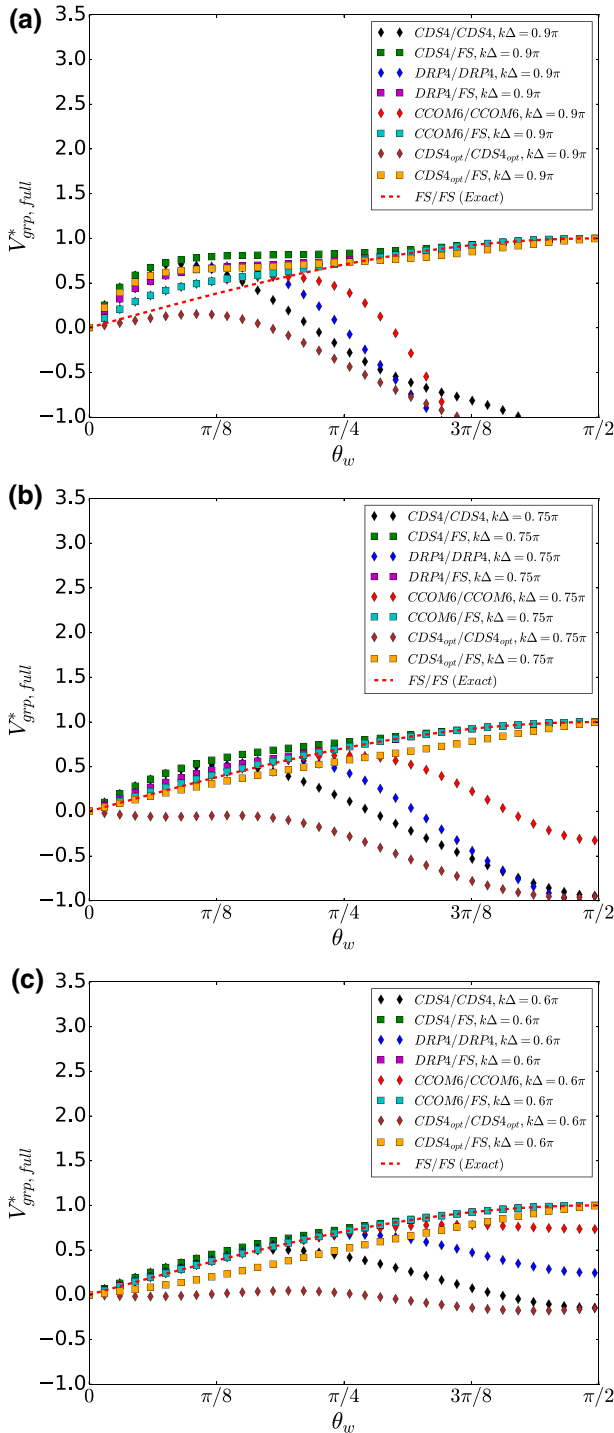 (a)
3.5
3.0
2.5
2.0
1.5
1.0
0.5
0.0
−0.5
−1.0
V*grp, full
CDS4/CDS4, kΔ = 0.9π
CDS4/FS, kΔ = 0.9π
DRP4/DRP4, kΔ = 0.9π
DRP4/FS, kΔ = 0.9π
CCOM6/CCOM6, kΔ = 0.9π
CCOM6/FS, kΔ = 0.9π
CDS4opt/CDS4opt, kΔ = 0.9π
CDS4opt/FS, kΔ = 0.9π
FS/FS (Exact)
0 π/8 π/4 3π/8 π/2
θw
(b)
3.5
3.0
2.5
2.0
1.5
1.0
0.5
0.0
−0.5
−1.0
V*grp, full
CDS4/CDS4, kΔ = 0.75π
CDS4/FS, kΔ = 0.75π
DRP4/DRP4, kΔ = 0.75π
DRP4/FS, kΔ = 0.75π
CCOM6/CCOM6, kΔ = 0.75π
CCOM6/FS, kΔ = 0.75π
CDS4opt/CDS4opt, kΔ = 0.75π
CDS4opt/FS, kΔ = 0.75π
FS/FS (Exact)
0 π/8 π/4 3π/8 π/2
θw
(c)
3.5
3.0
2.5
2.0
1.5
1.0
0.5
0.0
−0.5
−1.0
V*grp, full
CDS4/CDS4, kΔ = 0.6π
CDS4/FS, kΔ = 0.6π
DRP4/DRP4, kΔ = 0.6π
DRP4/FS, kΔ = 0.6π
CCOM6/CCOM6, kΔ = 0.6π
CCOM6/FS, kΔ = 0.6π
CDS4opt/CDS4opt, kΔ = 0.6π
CDS4opt/FS, kΔ = 0.6π
FS/FS (Exact)
0 π/8 π/4 3π/8 π/2
θw